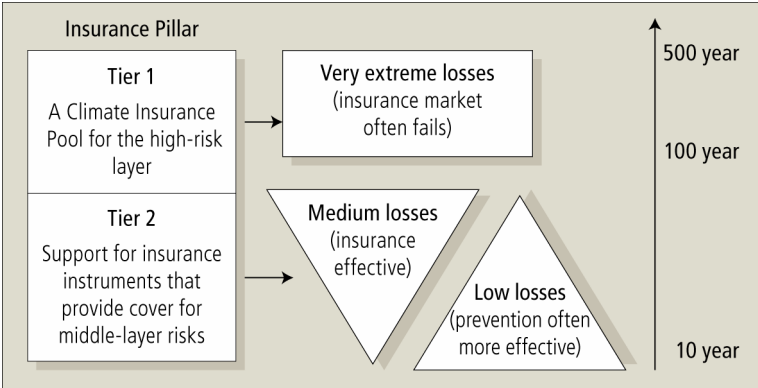 Insurance Pillar
Tier 1
A Climate Insurance
Pool for the high-risk
layer
Tier 2
Support for insurance
instruments that
provide cover for
middle-layer risks
Very extreme losses
(insurance market
often fails)
Medium losses
(insurance
effective)
Low losses
(prevention often
more effective)
500 year
100 year
10 year